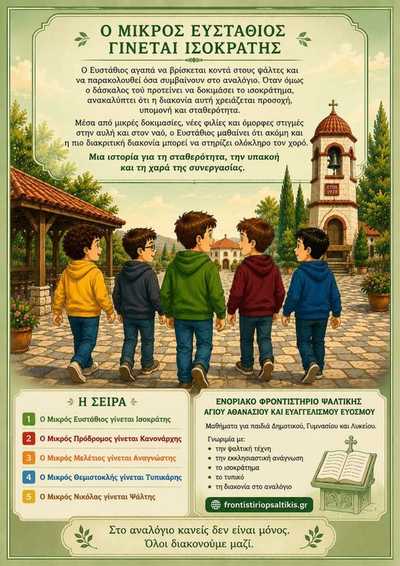 Ο ΜΙΚΡΟΣ ΕΥΣΤΑΘΙΟΣ
ΓΙΝΕΤΑΙ ΙΣΟΚΡΑΤΗΣ
Ο Ευστάθιος αγαπά να βρίσκεται κοντά στους ψάλτες και
να παρακολουθεί όσα συμβαίνουν στο αναλόγιο. Όταν όμως
ο δάσκαλος τού προτείνει να δοκιμάσει το ισοκράτημα,
ανακαλύπτει ότι η διακονία αυτή χρειάζεται προσοχή,
υπομονή και σταθερότητα.
Μέσα από μικρές δοκιμασίες, νέες φιλίες και όμορφες στιγμές
στην αυλή και στον ναό, ο Ευστάθιος μαθαίνει ότι ακόμη και
η πιο διακριτική διακονία μπορεί να στηρίζει ολόκληρο τον χορό.
Μια ιστορία για τη σταθερότητα, την υπακοή
και τη χαρά της συνεργασίας.
Η ΣΕΙΡΑ
1 Ο Μικρός Ευστάθιος γίνεται Ισοκράτης
2 Ο Μικρός Πρόδρομος γίνεται Κανονάρχης
3 Ο Μικρός Μελέτιος γίνεται Αναγνώστης
4 Ο Μικρός Θεμιστοκλής γίνεται Τυπικάρης
5 Ο Μικρός Νικόλας γίνεται Ψάλτης
ΕΝΟΡΙΑΚΟ ΦΡΟΝΤΙΣΤΗΡΙΟ ΨΑΛΤΙΚΗΣ
ΑΓΙΟΥ ΑΘΑΝΑΣΙΟΥ ΚΑΙ ΕΥΑΓΓΕΛΙΣΜΟΥ ΕΥΟΣΜΟΥ
Μαθήματα για παιδιά Δημοτικού, Γυμνασίου και Λυκείου.
Γνωριμία με:
• την ψαλτική τέχνη
• την εκκλησιαστική ανάγνωση
• το ισοκράτημα
• το τυπικό
• τη διακονία στο αναλόγιο
frontistiriopsaltikis.gr
Στο αναλόγιο κανείς δεν είναι μόνος.
Όλοι διακονούμε μαζί.